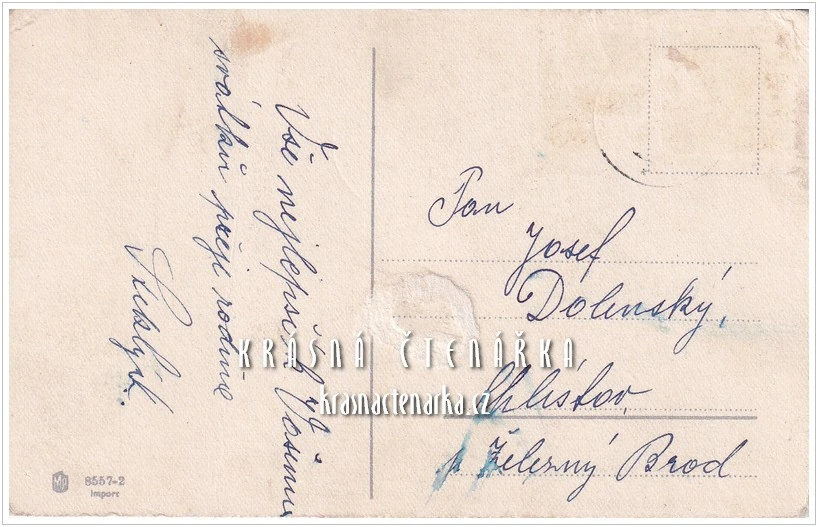 Vše nejlepší k Vašemu
svátku přeje rodina
Pan
Josef
Dolenský,
Chlístov,
u Železný Brod
KRÁSNÁ ČTENÁŘKA
krasnactenarka.cz
MP 8557-2
Import